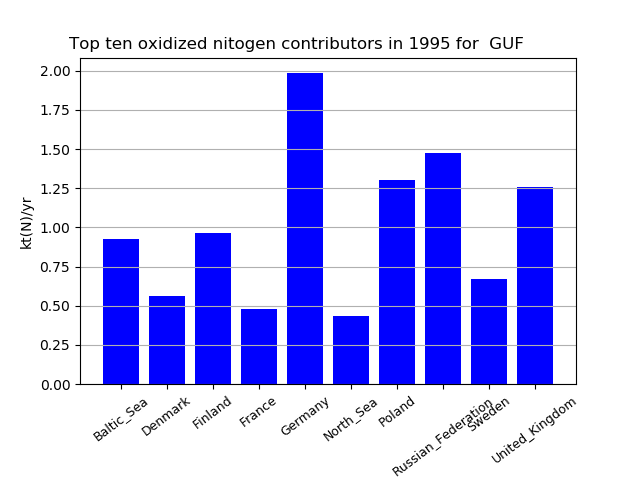 Top ten oxidized nitogen contributors in 1995 for  GUF
kt(N)/yr
2.00
1.75
1.50
1.25
1.00
0.75
0.50
0.25
0.00
Baltic_Sea
Denmark
Finland
France
Germany
North_Sea
Poland
Russian_Federation
Sweden
United_Kingdom